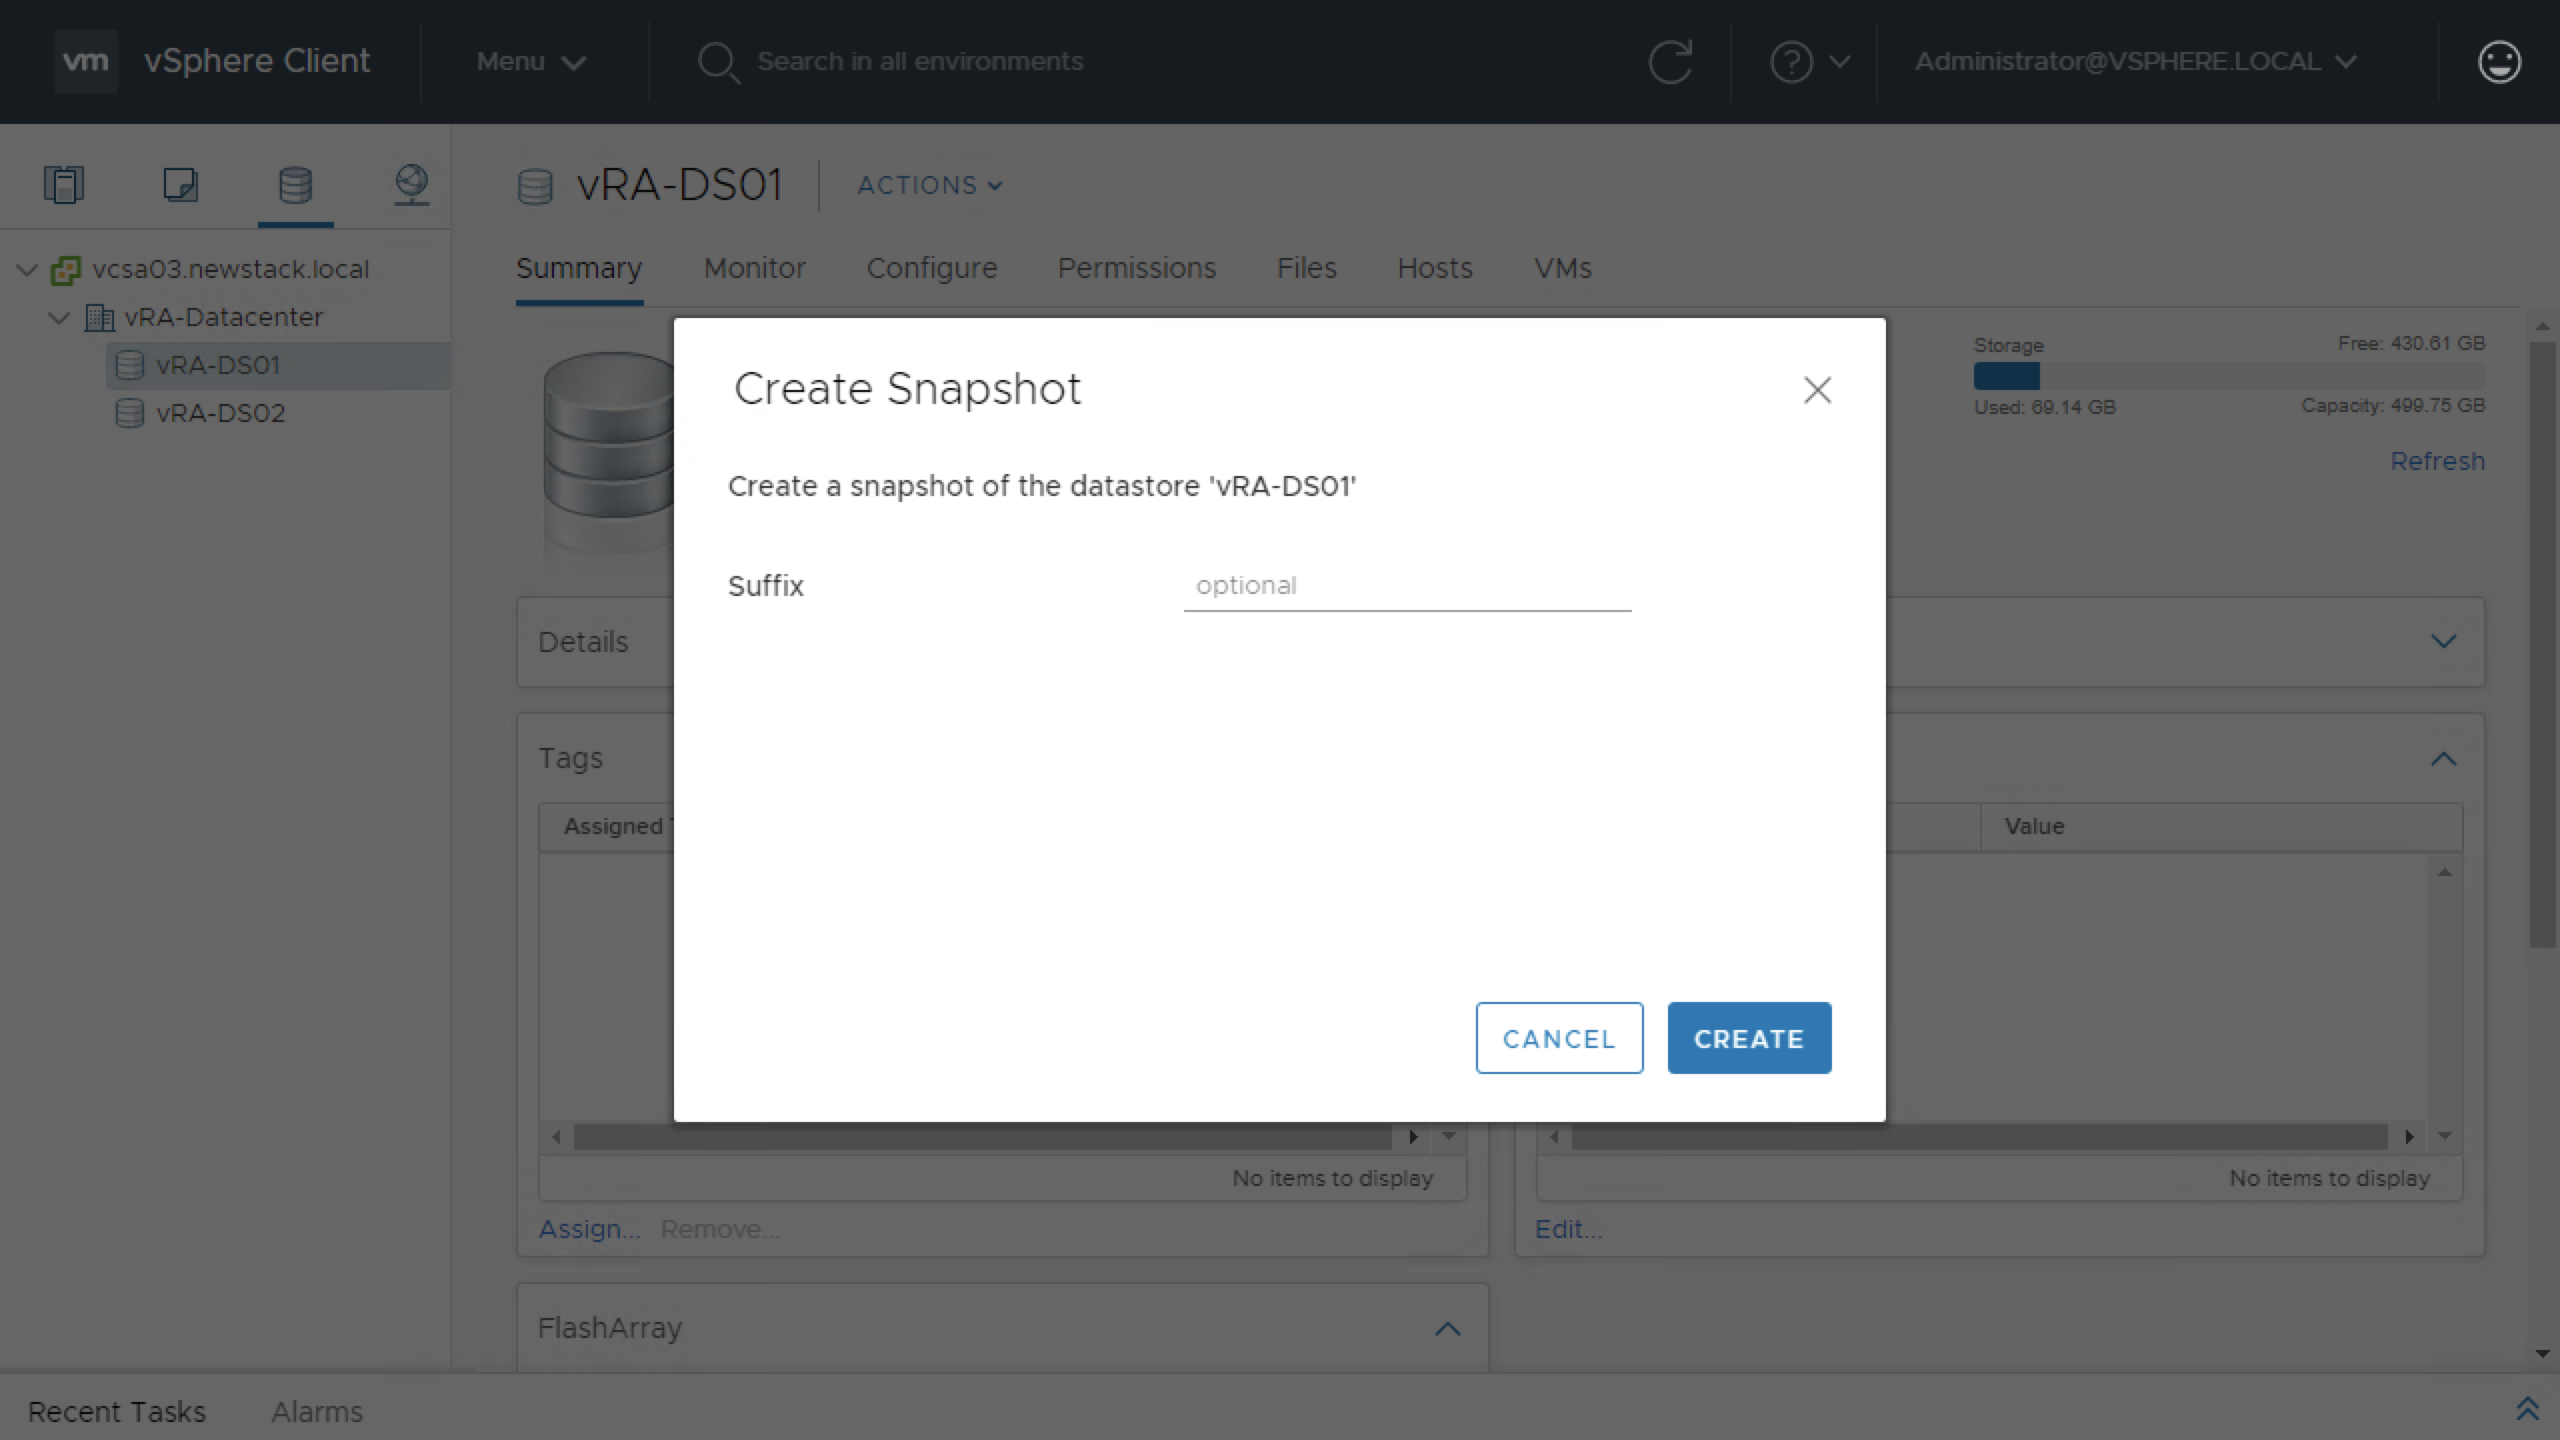 vm vSphere Client Menu Search in all environments ? Administrator@VSPHERE.LOCAL
vRA-DS01 ACTIONS
Summary Monitor Configure Permissions Files Hosts VMs
vcsa03.newstack.local
vRA-Datacenter
vRA-DS01
vRA-DS02
Storage Free: 430.61 GB
Used: 69.14 GB Capacity: 499.75 GB
Refresh
Create Snapshot
Create a snapshot of the datastore 'vRA-DS01'
Suffix optional
CANCEL CREATE
Details
Tags
Assigned
Value
No items to display
No items to display
Assign... Remove...
Edit...
FlashArray
Recent Tasks Alarms